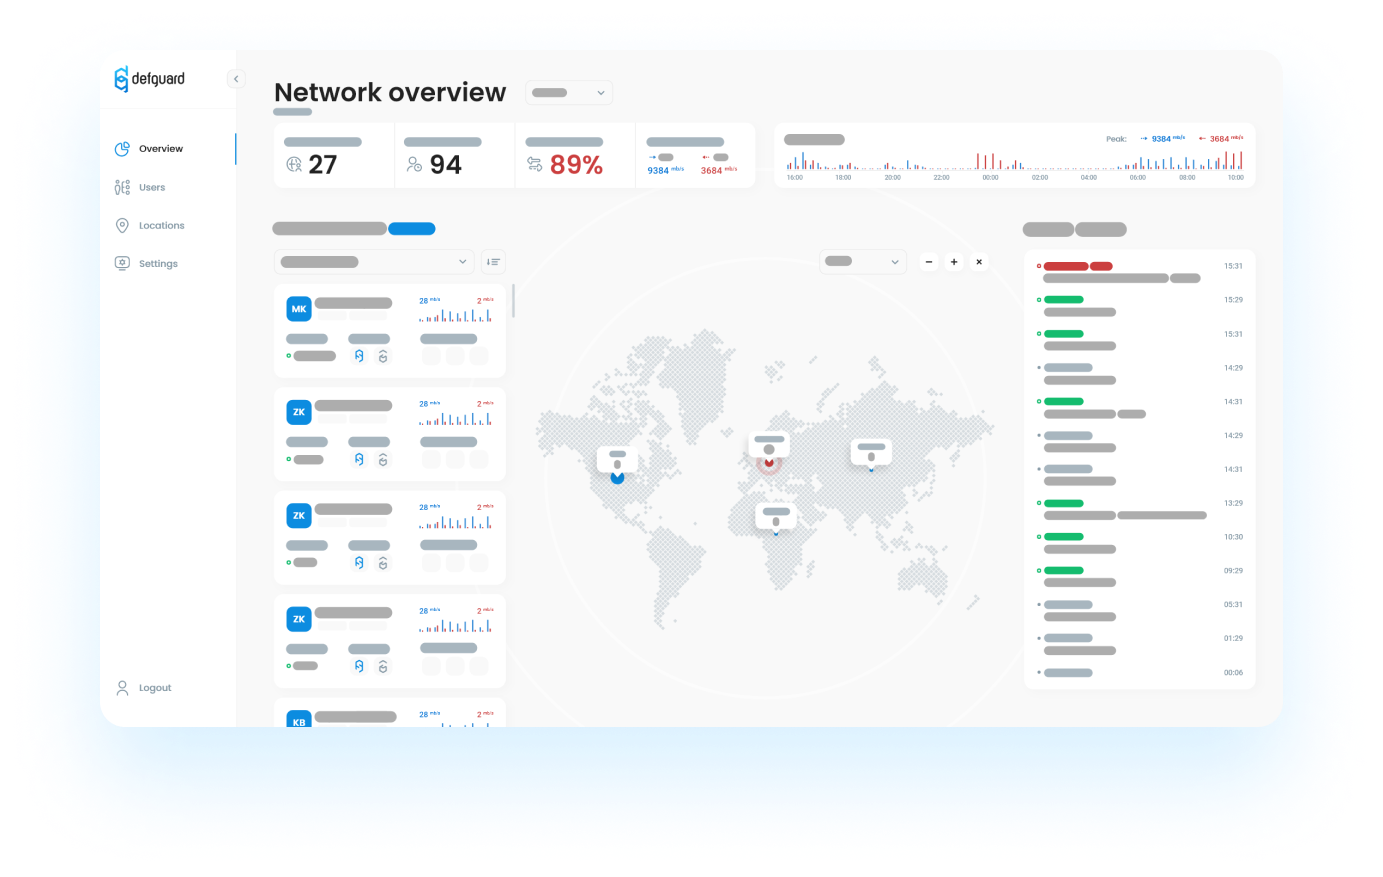 defguard
Overview
Users
Locations
Settings
Logout
Network overview
27
94
89%
9384 mb/s
3684 mb/s
Peak: 9384 mb/s 3684 mb/s
16:00 18:00 20:00 22:00 00:00 02:00 04:00 06:00 08:00 10:00
MK
28 mb/s 2 mb/s
ZK
28 mb/s 2 mb/s
ZK
28 mb/s 2 mb/s
ZK
28 mb/s 2 mb/s
KB
28 mb/s 2 mb/s
15:31
15:29
15:31
14:29
14:31
14:29
14:31
13:29
10:30
09:29
05:31
01:29
00:06